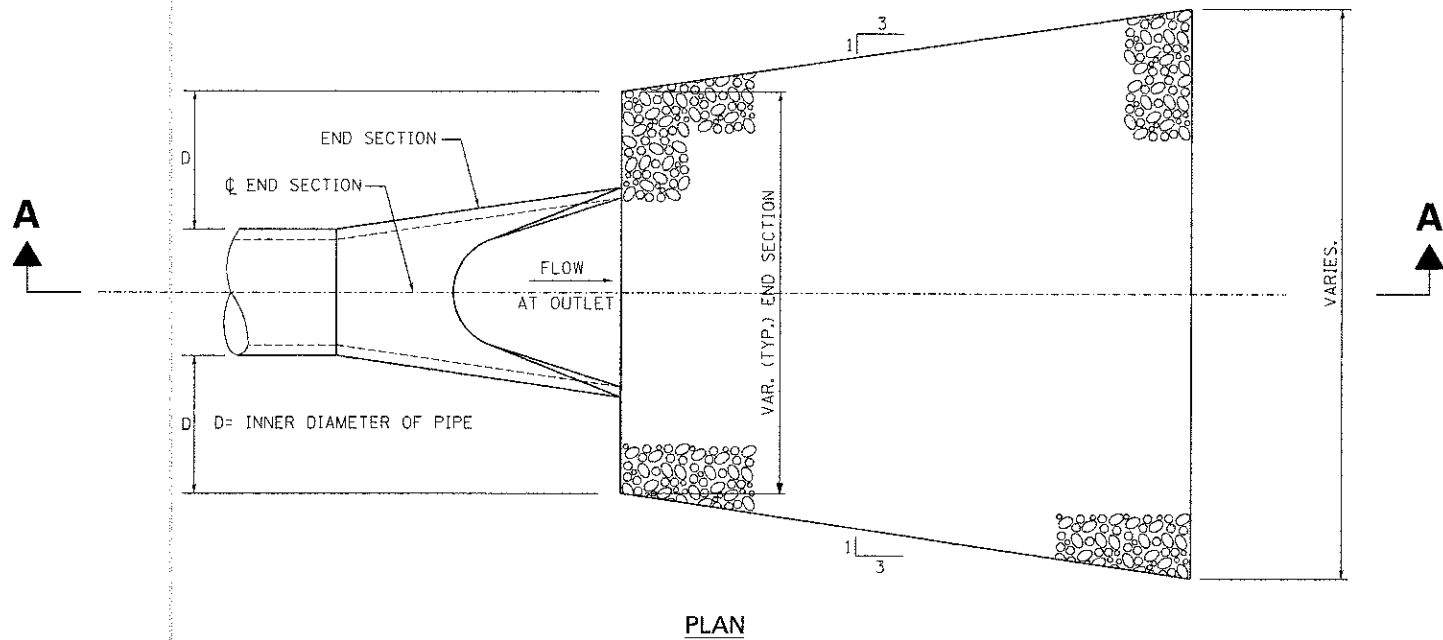 3
1
D
END SECTION
℄ END SECTION
A
A
FLOW
AT OUTLET
VAR. (TYP.) END SECTION
VARIES.
D
D= INNER DIAMETER OF PIPE
1
3
PLAN